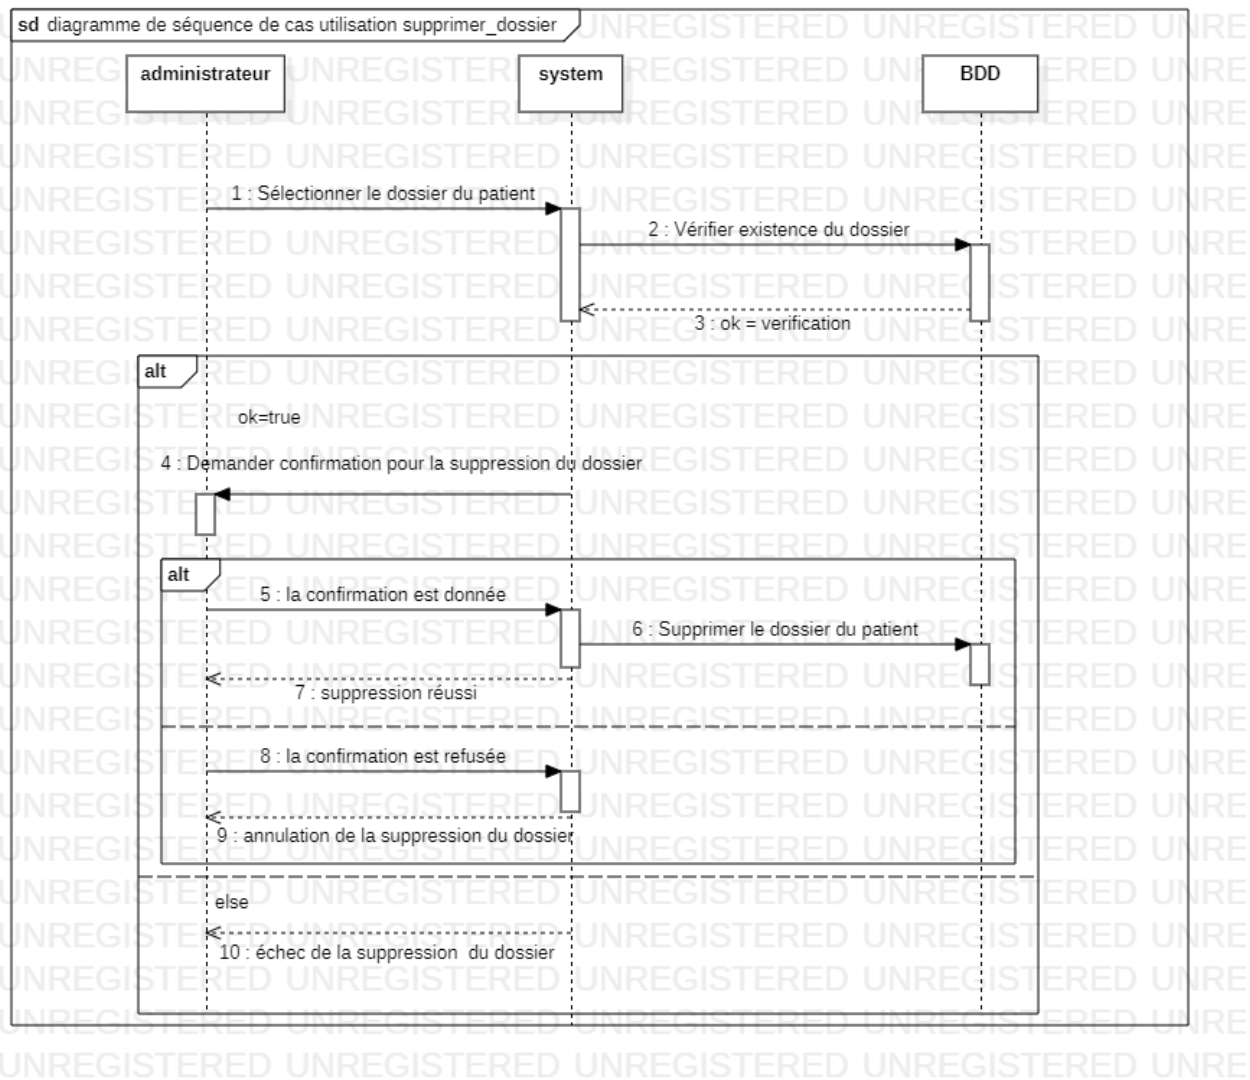 sd diagramme de séquence de cas utilisation supprimer_dossier
administrateur
system
BDD
1 : Sélectionner le dossier du patient
2 : Vérifier existence du dossier
3 : ok = verification
alt
ok=true
4 : Demander confirmation pour la suppression du dossier
alt
5 : la confirmation est donnée
6 : Supprimer le dossier du patient
7 : suppression réussi
8 : la confirmation est refusée
9 : annulation de la suppression du dossier
else
10 : échec de la suppression  du dossier
UNREGISTERED